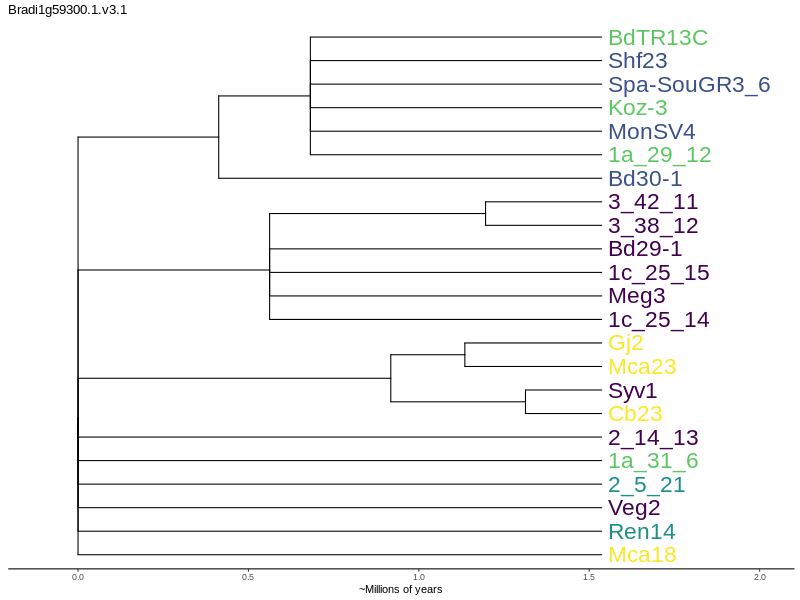 Bradi1g59300.1.v3.1
BdTR13C
Shf23
Spa-SouGR3_6
Koz-3
MonSV4
1a_29_12
Bd30-1
3_42_11
3_38_12
Bd29-1
1c_25_15
Meg3
1c_25_14
Gj2
Mca23
Syv1
Cb23
2_14_13
1a_31_6
2_5_21
Veg2
Ren14
Mca18
0.0 0.5 1.0 1.5 2.0
~Millions of years